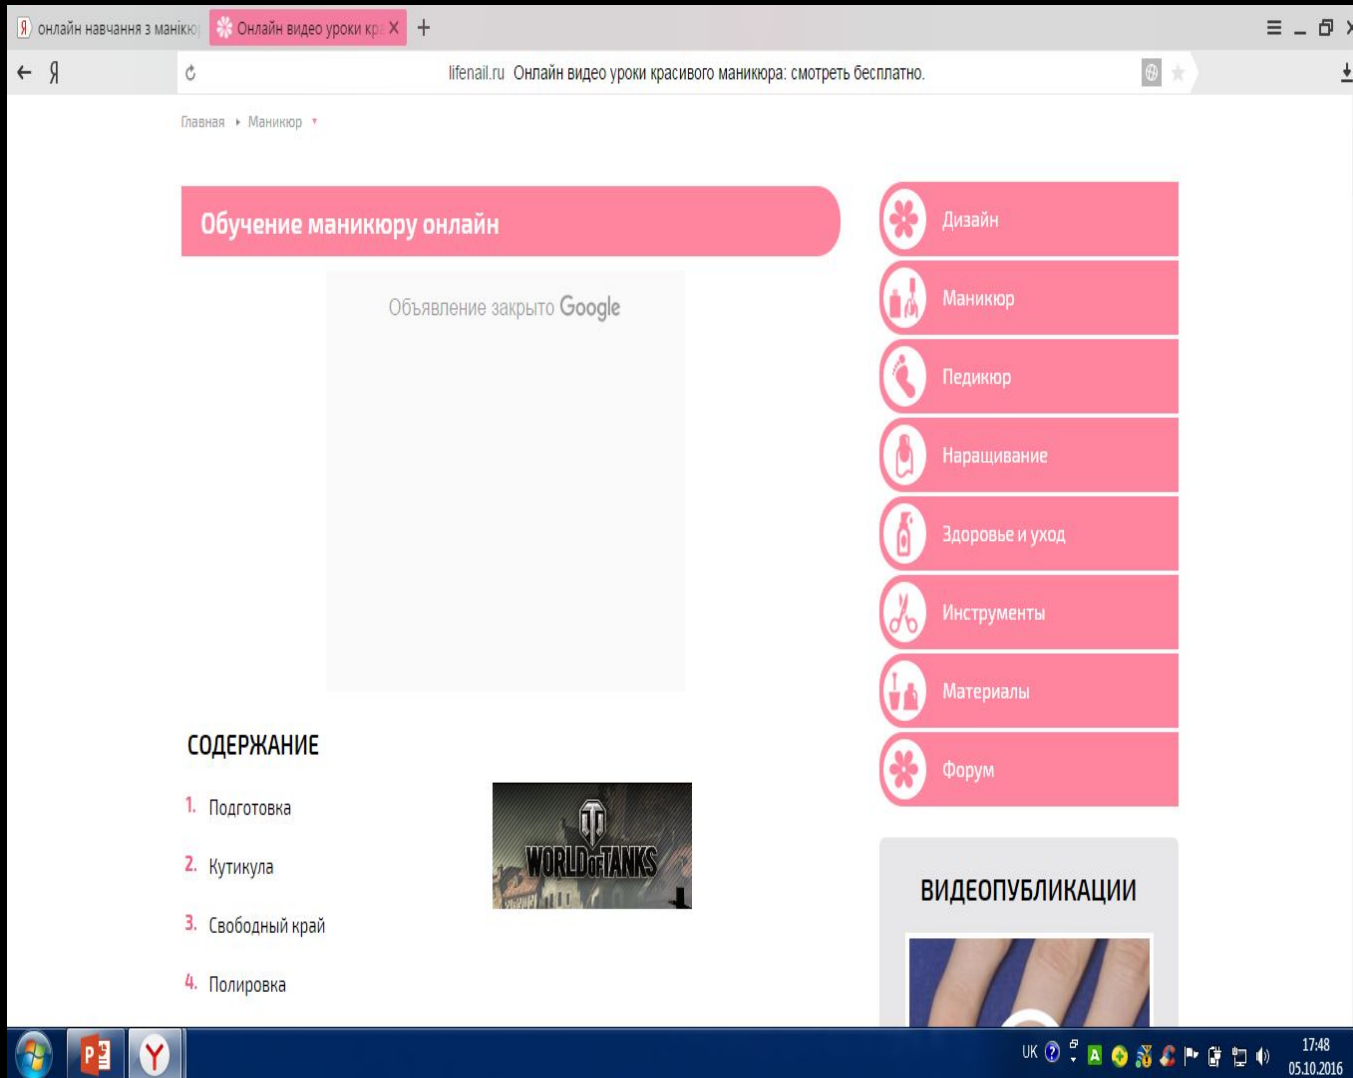 онлайн навчання з манікю
Онлайн видео уроки кра
Я
lifenail.ru Онлайн видео уроки красивого маникюра: смотреть бесплатно.
Главная Маникюр
Обучение маникюру онлайн
Объявление закрыто Google
СОДЕРЖАНИЕ
1. Подготовка
2. Кутикула
3. Свободный край
4. Полировка
WORLD OF TANKS
Дизайн
Маникюр
Педикюр
Наращивание
Здоровье и уход
Инструменты
Материалы
Форум
ВИДЕОПУБЛИКАЦИИ
UK
17:48
05.10.2016